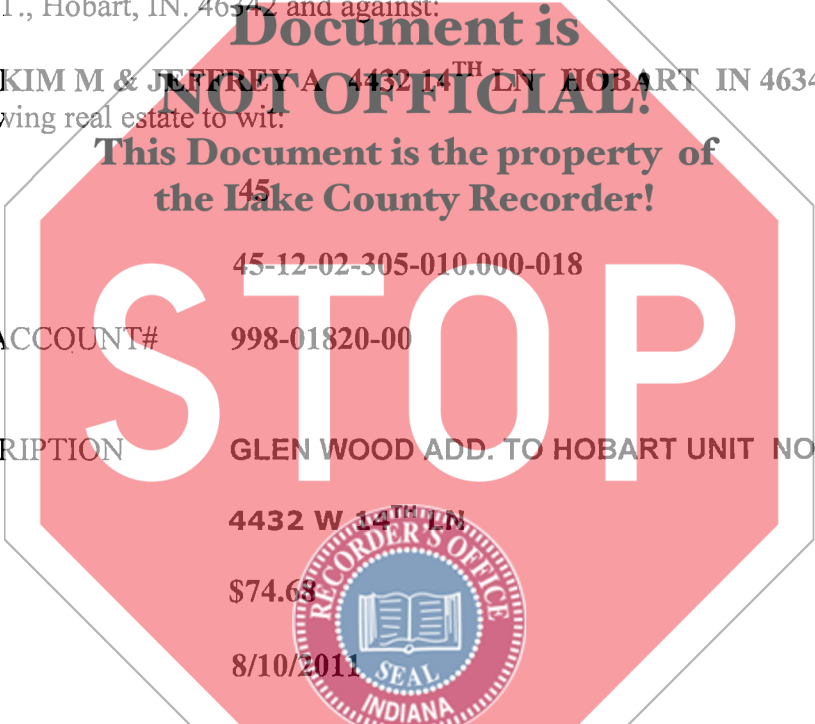 T., Hobart, IN. 46342 and against:
Document is
KIM M & JEFFREY A 4432 14TH LN HOBART IN 4634
NOT OFFICIAL!
wing real estate to wit:
This Document is the property of
45
the Lake County Recorder!
45-12-02-305-010.000-018
STOP
ACCOUNT# 998-01820-00
RIPTION GLEN WOOD ADD. TO HOBART UNIT NO
4432 W 14TH LN
RECORDER'S OFFICE
$74.68
8/10/2011
SEAL
INDIANA